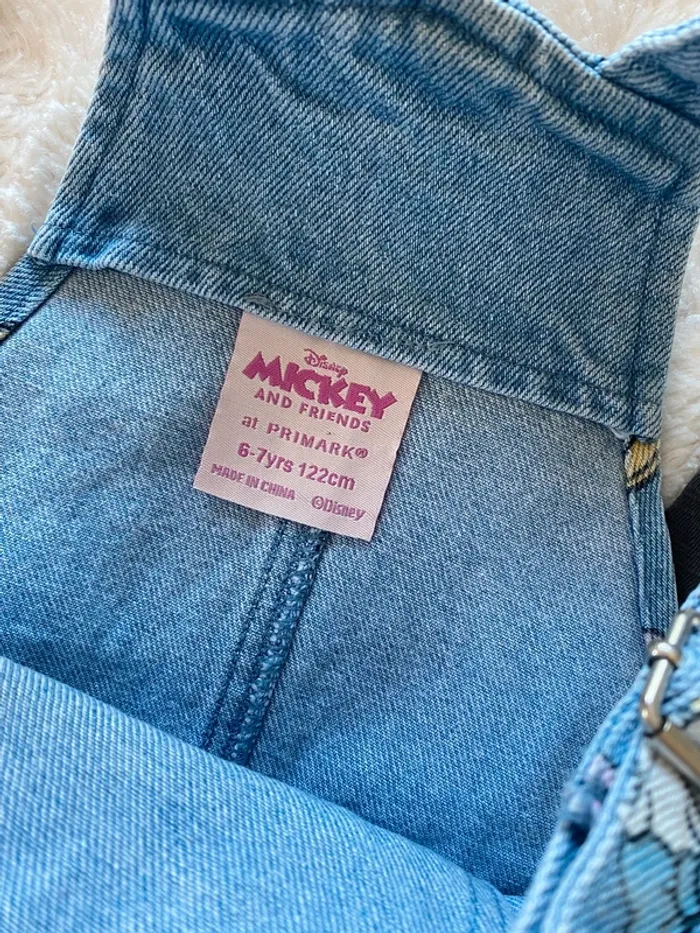 Disney
MICKEY
AND FRIENDS
at PRIMARK®
6-7yrs 122cm
MADE IN CHINA ©Disney